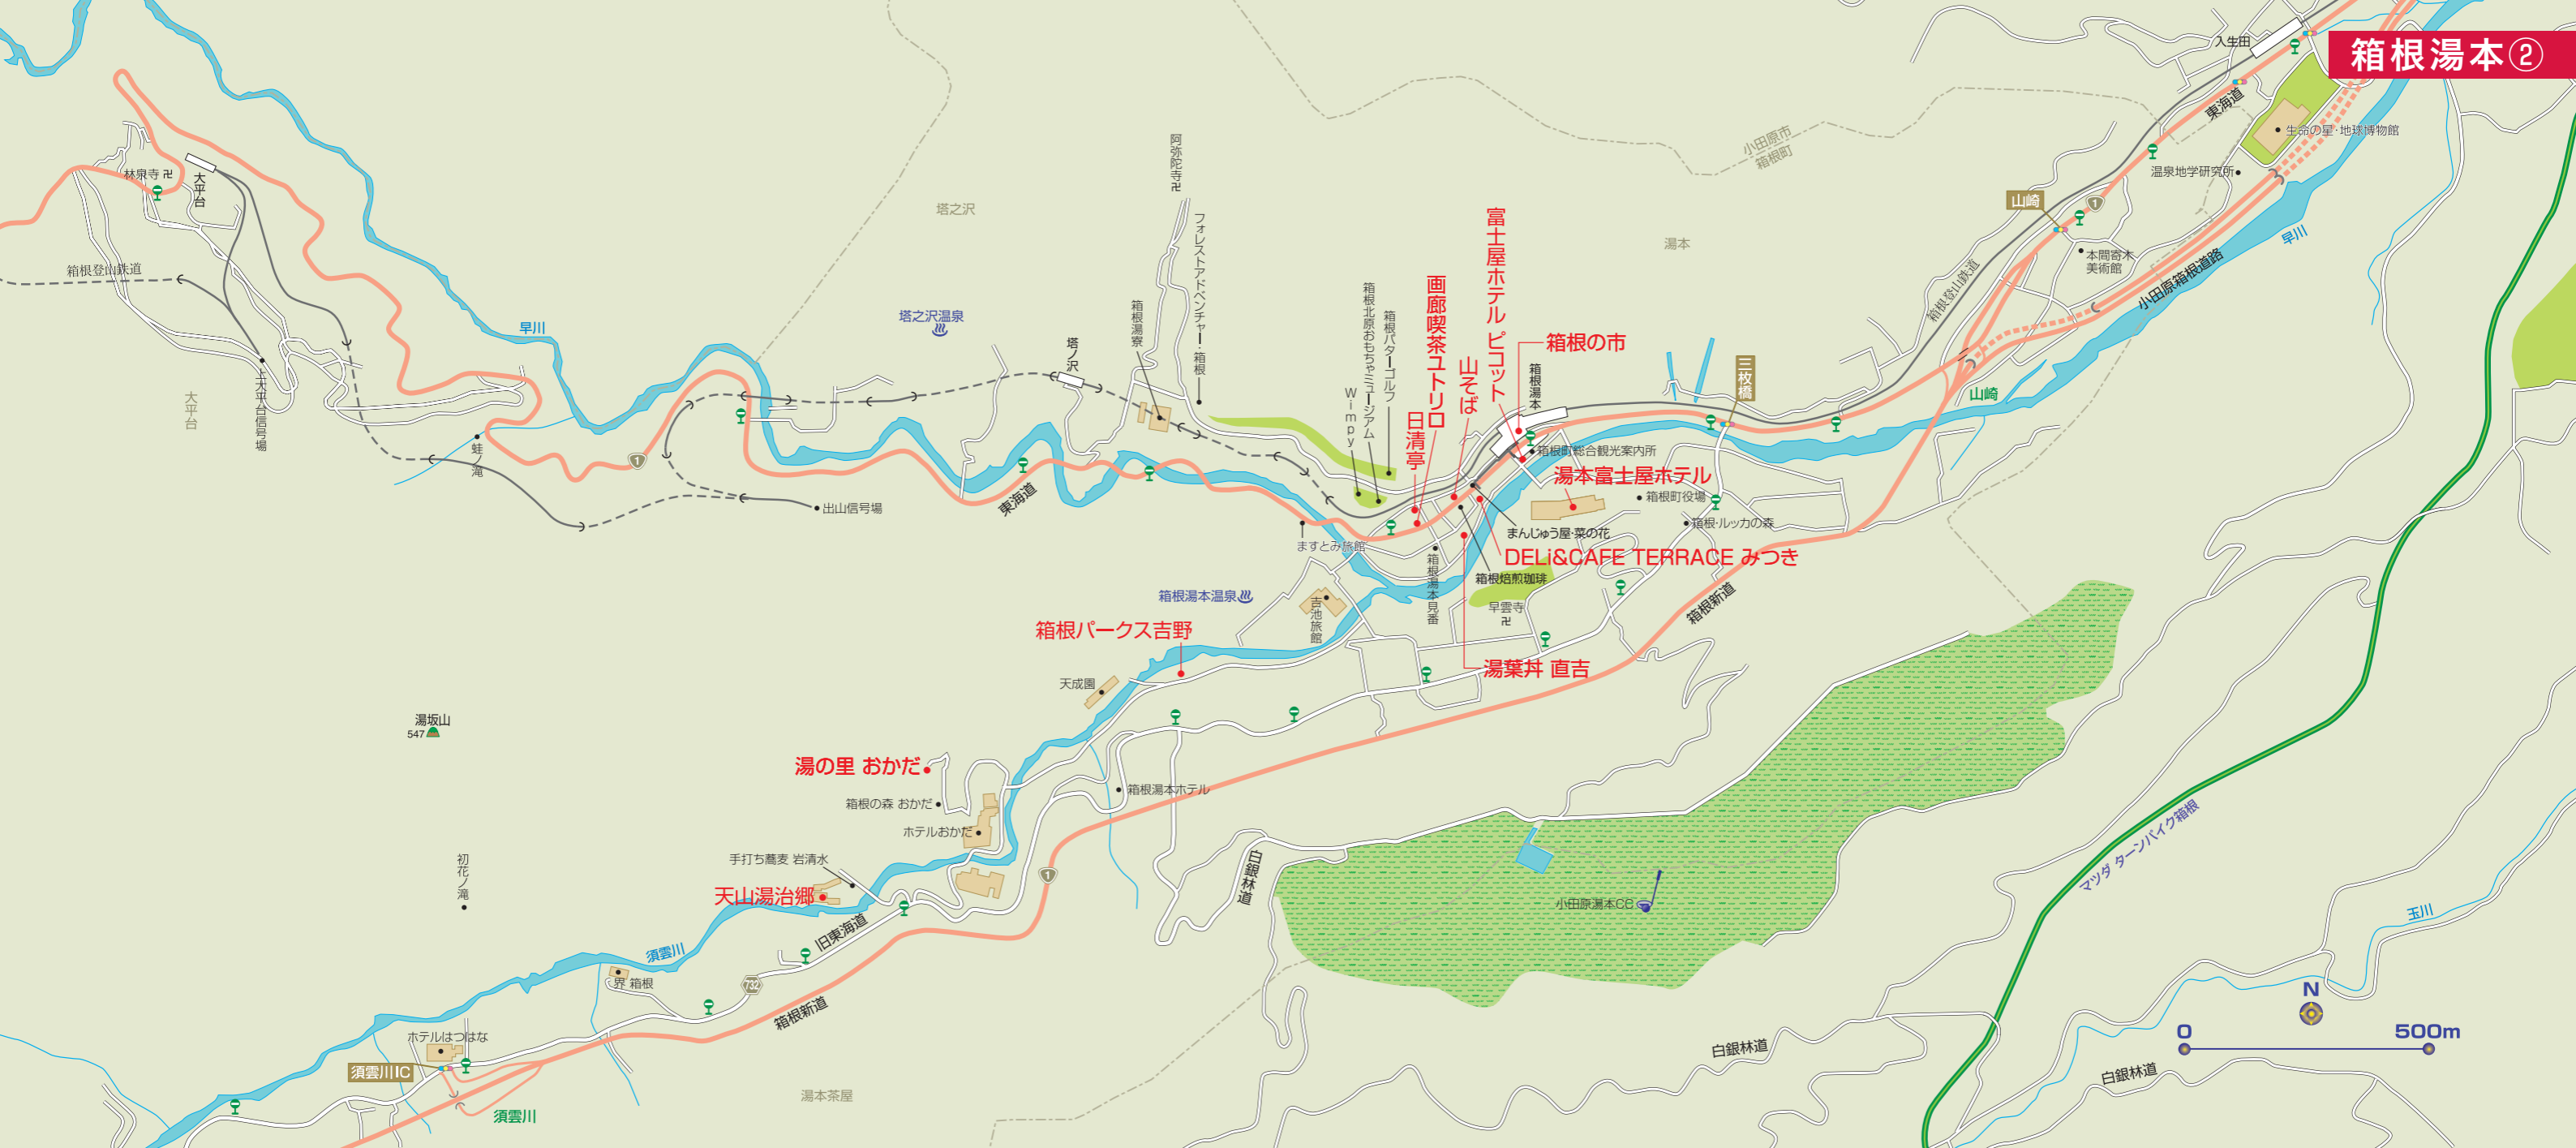 箱根湯本②
入生田
東海道
生命の星・地球博物館
温泉地学研究所
小田原市
箱根町
山崎
1
本間寄木
美術館
早川
小田原箱根道路
箱根登山鉄道
山崎
三枚橋
湯本
阿弥陀寺卍
フォレストアドベンチャー・箱根
塔之沢
塔之沢温泉
塔ノ沢
箱根湯寮
林泉寺卍
大平台
箱根登山鉄道
大平台
上大平台信号場
早川
蛙ノ滝
1
出山信号場
東海道
富士屋ホテル ピコット
画廊喫茶ユトリロ
山そば
日清亭
箱根の市
箱根湯本
箱根北原おもちゃミュージアム
箱根パターゴルフ
Wimpy
箱根町総合観光案内所
湯本富士屋ホテル
箱根町役場
箱根・ルッカの森
まんじゅう屋・菜の花
DELi&CAFE TERRACE みつき
箱根焙煎珈琲
箱根湯本見番
早雲寺
卍
ますとみ旅館
吉池旅館
箱根湯本温泉
箱根パークス吉野
天成園
湯葉丼 直吉
箱根新道
湯坂山
547
湯の里 おかだ
箱根の森 おかだ
ホテルおかだ
箱根湯本ホテル
手打ち蕎麦 岩清水
天山湯治郷
初花ノ滝
1
白銀林道
旧東海道
須雲川
界 箱根
732
箱根新道
ホテルはつはな
須雲川IC
須雲川
湯本茶屋
小田原湯本CC
マツダ ターンパイク箱根
玉川
白銀林道
白銀林道
N
0
500m